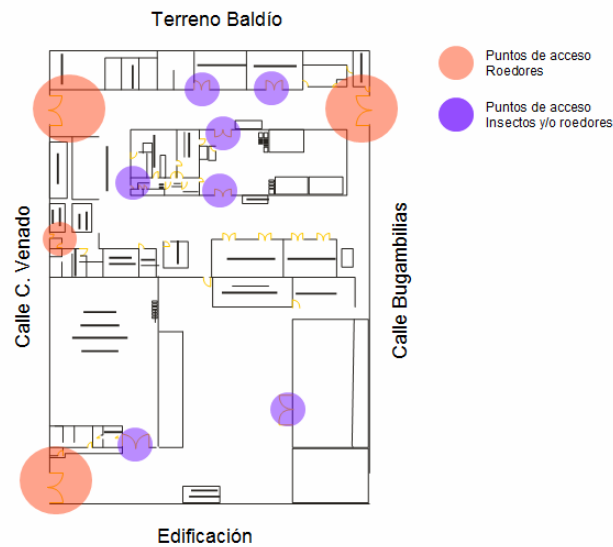 Terreno Baldío
Puntos de acceso
Roedores
Puntos de acceso
Insectos y/o roedores
Calle C. Venado
Calle Bugambilias
Edificación